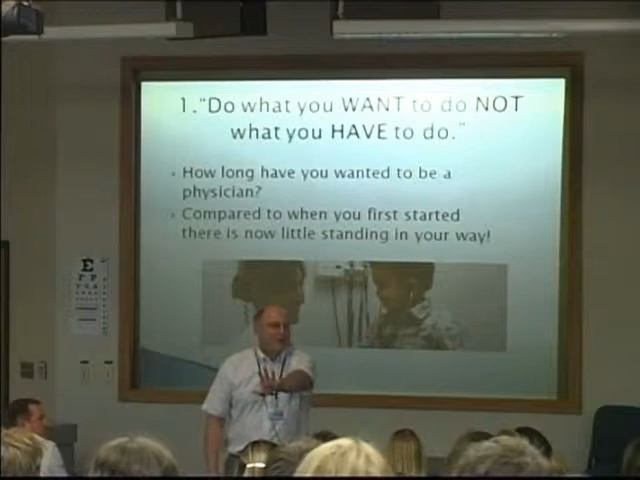 1."Do what you WANT to do NOT
what you HAVE to do."
• How long have you wanted to be a
physician?
• Compared to when you first started
there is now little standing in your way!
E
F P